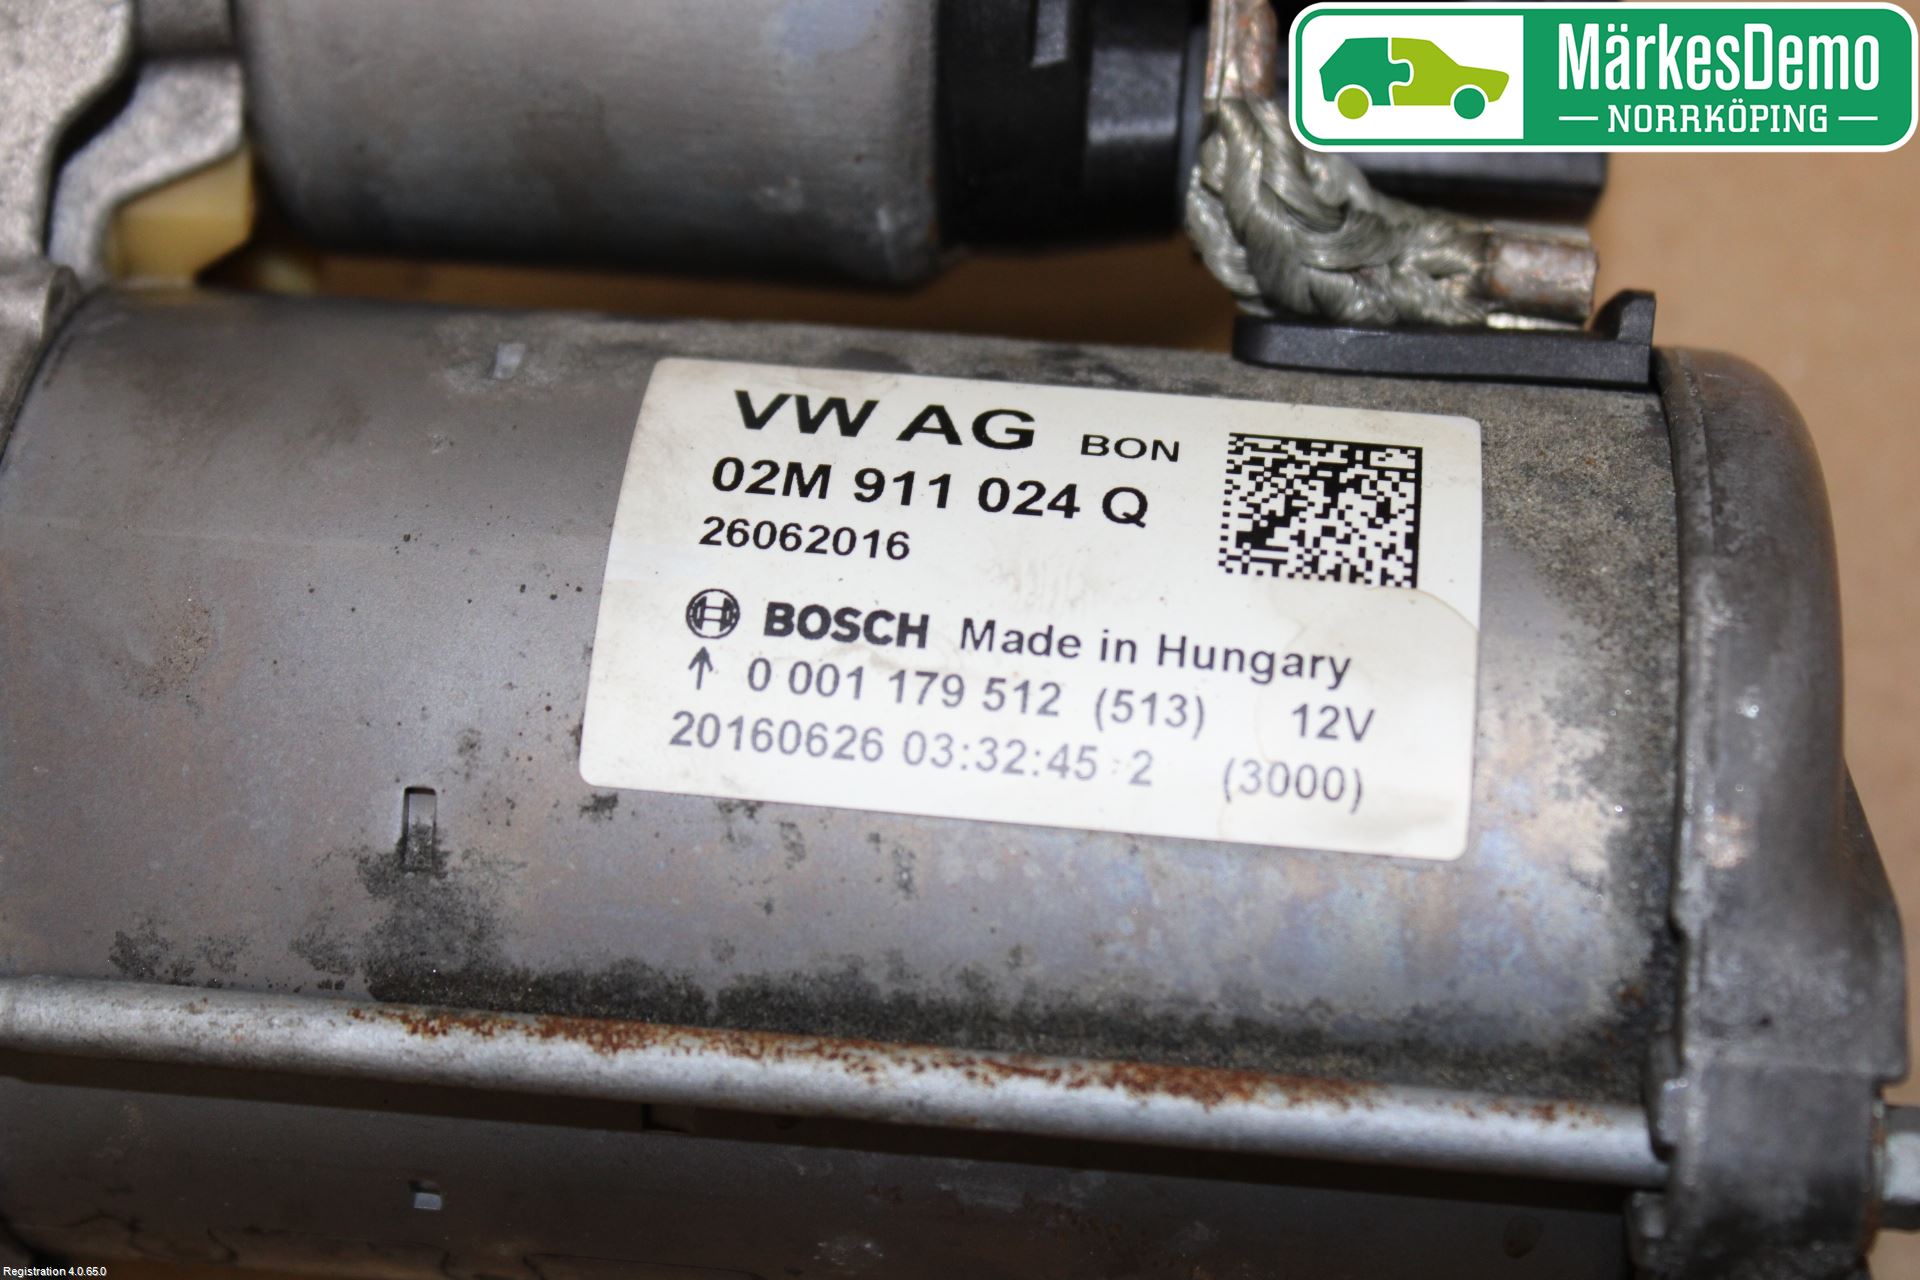 MärkesDemo
NORRKÖPING
VW AG BON
02M 911 024 Q
26062016
BOSCH Made in Hungary
↑ 0 001 179 512 (513) 12V
20160626 03:32:45 2 (3000)
Registration 4.0.65.0